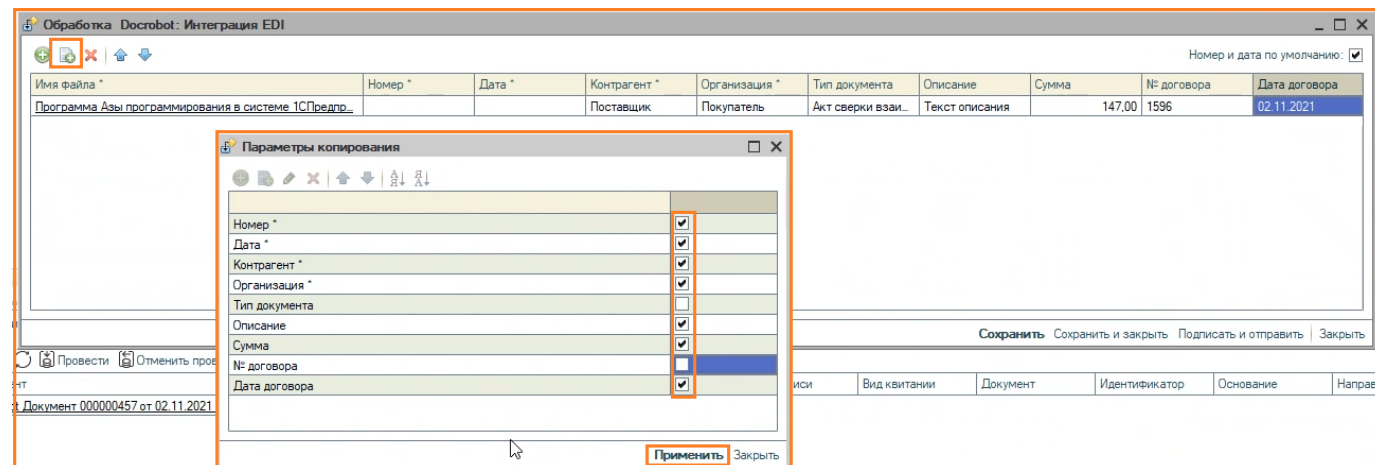 Обработка Docrobot: Интеграция EDI
Номер и дата по умолчанию:
Имя файла * Номер * Дата * Контрагент * Организация * Тип документа Описание Сумма № договора Дата договора
Программа Азы программирования в системе 1СПредпр... Поставщик Покупатель Акт сверки взаи... Текст описания 147,00 1596 02.11.2021
Параметры копирования
Номер *
Дата *
Контрагент *
Организация *
Тип документа
Описание
Сумма
№ договора
Дата договора
Применить Закрыть
Сохранить Сохранить и закрыть Подписать и отправить Закрыть
Провести Отменить пров
нт иси Вид квитании Документ Идентификатор Основание Направ
Документ 000000457 от 02.11.2021